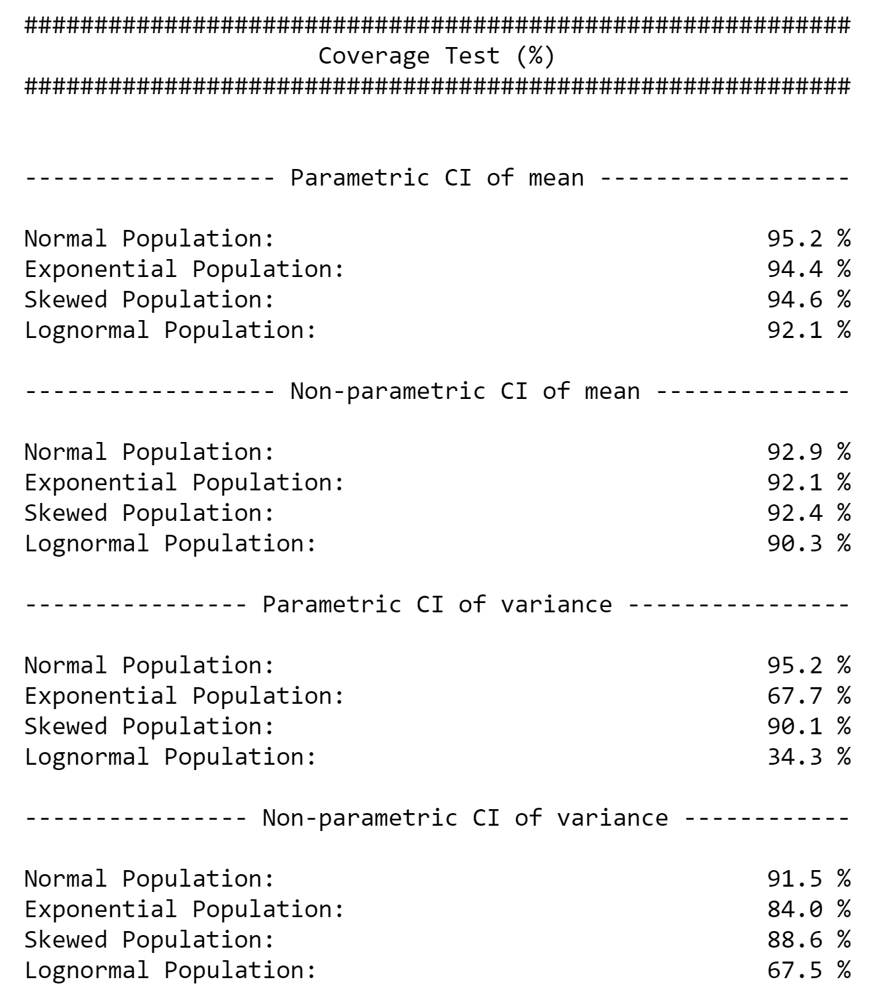 ###########################################################
Coverage Test (%)
###########################################################
------------------ Parametric CI of mean ------------------
Normal Population: 95.2 %
Exponential Population: 94.4 %
Skewed Population: 94.6 %
Lognormal Population: 92.1 %
------------------ Non-parametric CI of mean --------------
Normal Population: 92.9 %
Exponential Population: 92.1 %
Skewed Population: 92.4 %
Lognormal Population: 90.3 %
---------------- Parametric CI of variance ----------------
Normal Population: 95.2 %
Exponential Population: 67.7 %
Skewed Population: 90.1 %
Lognormal Population: 34.3 %
---------------- Non-parametric CI of variance ------------
Normal Population: 91.5 %
Exponential Population: 84.0 %
Skewed Population: 88.6 %
Lognormal Population: 67.5 %